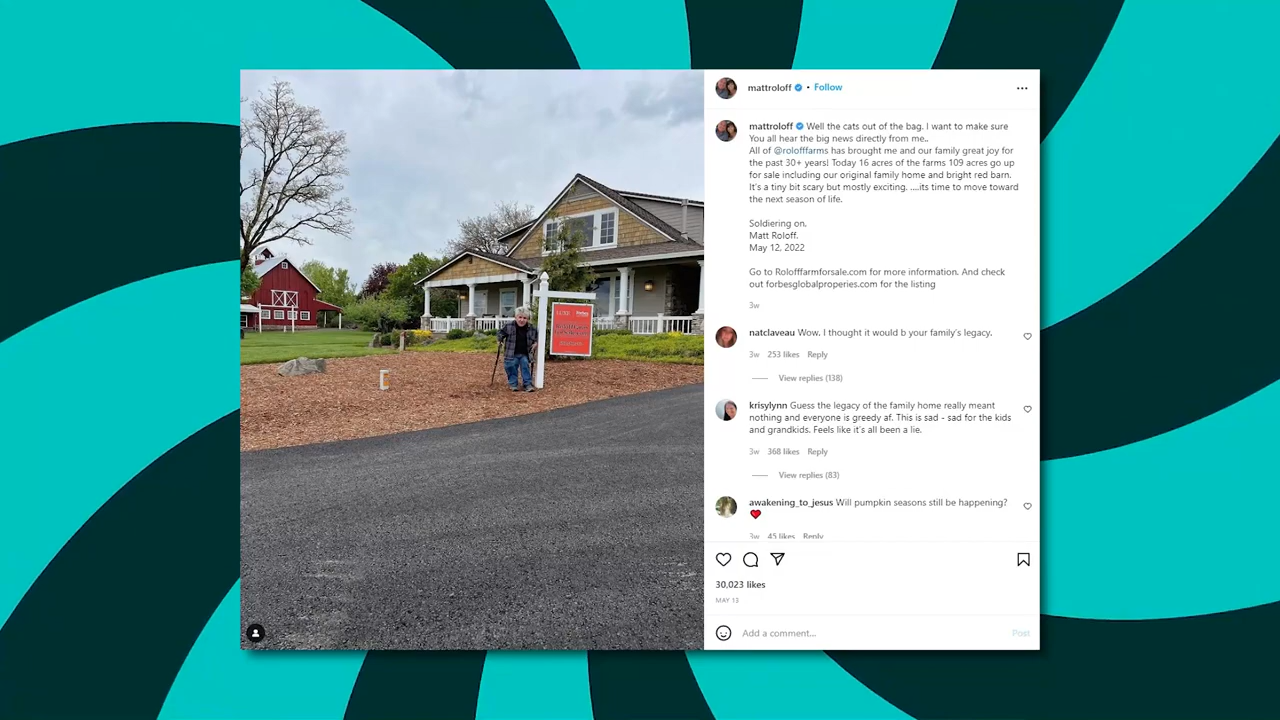 mattroloff • Follow
mattroloff Well the cats out of the bag. I want to make sure
You all hear the big news directly from me..
All of @rolofffarms has brought me and our family great joy for
the past 30+ years! Today 16 acres of the farms 109 acres go up
for sale including our original family home and bright red barn.
It's a tiny bit scary but mostly exciting. ....its time to move toward
the next season of life.
Soldiering on,
Matt Roloff.
May 12, 2022
Go to Rolofffarmforsale.com for more information. And check
out forbesglobalproperies.com for the listing
3w
natclaveau Wow. I thought it would b your family's legacy.
3w 253 likes Reply
View replies (138)
krisylynn Guess the legacy of the family home really meant
nothing and everyone is greedy af. This is sad - sad for the kids
and grandkids. Feels like it's all been a lie.
3w 368 likes Reply
View replies (83)
awakening_to_jesus Will pumpkin seasons still be happening?
3w 45 likes Reply
30,023 likes
MAY 13
Add a comment...
Post
LUXE